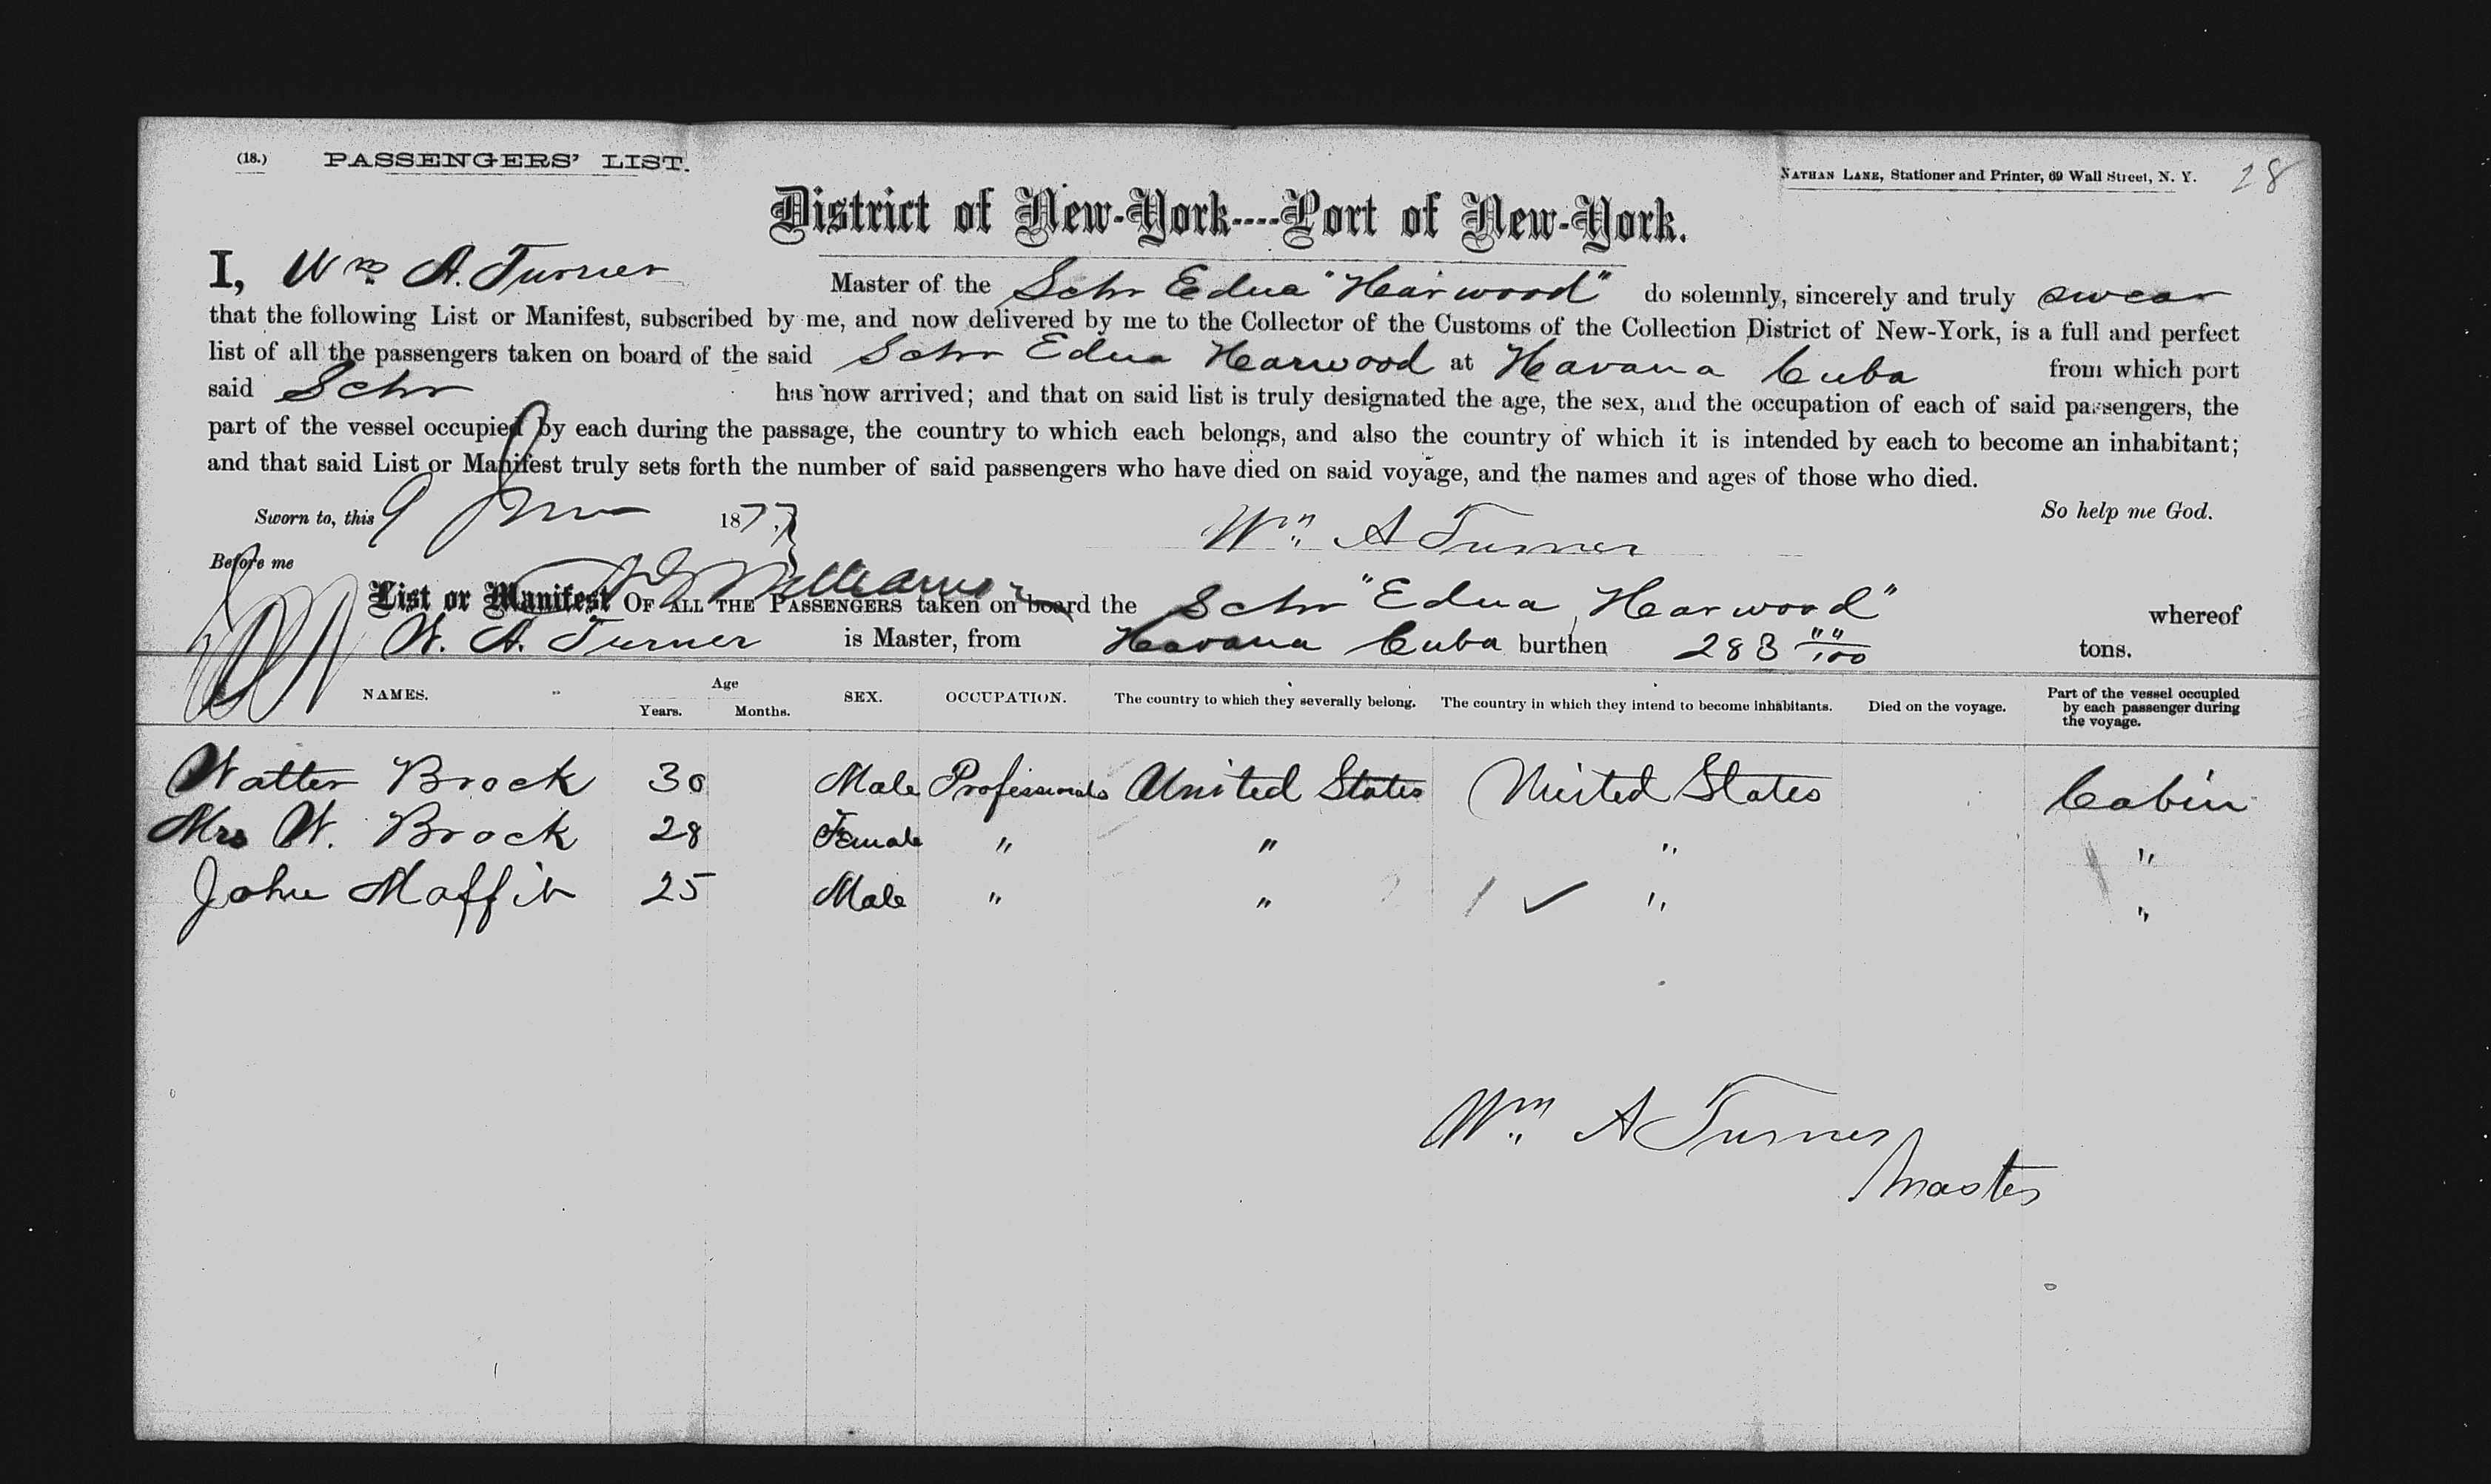 (18.) PASSENGERS' LIST.
NATHAN LANE, Stationer and Printer, 69 Wall Street, N. Y. 28
District of New-York----Port of New-York.
I, Wm A. Turner Master of the Schr Edna "Harwood" do solemnly, sincerely and truly swear
that the following List or Manifest, subscribed by me, and now delivered by me to the Collector of the Customs of the Collection District of New-York, is a full and perfect
list of all the passengers taken on board of the said Schr Edna Harwood at Havana Cuba from which port
said Schr has now arrived; and that on said list is truly designated the age, the sex, and the occupation of each of said passengers, the
part of the vessel occupied by each during the passage, the country to which each belongs, and also the country of which it is intended by each to become an inhabitant;
and that said List or Manifest truly sets forth the number of said passengers who have died on said voyage, and the names and ages of those who died.
Sworn to, this 9 1877 So help me God.
Wm A Turner
Before me
List or Manifest OF ALL THE PASSENGERS taken on board the Schr "Edna Harwood" whereof
W. A. Turner is Master, from Havana Cuba burthen 283 "/100 tons.
NAMES. Age Years. Months. SEX. OCCUPATION. The country to which they severally belong. The country in which they intend to become inhabitants. Died on the voyage. Part of the vessel occupied by each passenger during the voyage.
Walter Brock 30 Male Professionals United States United States Cabin
Mrs W. Brock 28 Female " " " "
John Maffit 25 Male " " " "
Wm A Turner
Master